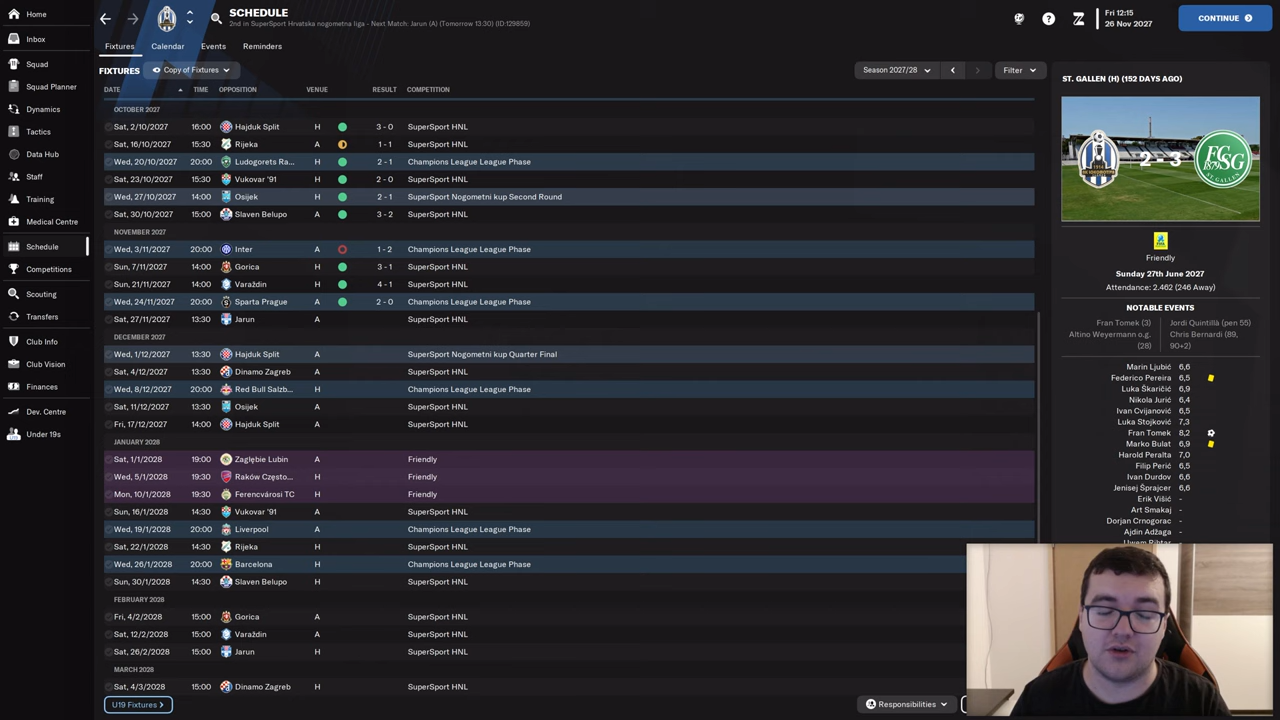 Home
Inbox
Squad
Squad Planner
Dynamics
Tactics
Data Hub
Staff
Training
Medical Centre
Schedule
Competitions
Scouting
Transfers
Club Info
Club Vision
Finances
Dev. Centre
Under 19s
SCHEDULE
2nd in SuperSport Hrvatska nogometna liga - Next Match: Jarun (A) (Tomorrow 13:30) (ID:129859)
Fri 12:15
26 Nov 2027
CONTINUE
Fixtures Calendar Events Reminders
FIXTURES Copy of Fixtures Season 2027/28 Filter
DATE TIME OPPOSITION VENUE RESULT COMPETITION
OCTOBER 2027
Sat, 2/10/2027 16:00 Hajduk Split H 3 - 0 SuperSport HNL
Sat, 16/10/2027 15:30 Rijeka A 1 - 1 SuperSport HNL
Wed, 20/10/2027 20:00 Ludogorets Ra... H 2 - 1 Champions League League Phase
Sat, 23/10/2027 15:30 Vukovar '91 H 2 - 0 SuperSport HNL
Wed, 27/10/2027 14:00 Osijek H 2 - 1 SuperSport Nogometni kup Second Round
Sat, 30/10/2027 15:00 Slaven Belupo A 3 - 2 SuperSport HNL
NOVEMBER 2027
Wed, 3/11/2027 20:00 Inter A 1 - 2 Champions League League Phase
Sun, 7/11/2027 14:00 Gorica H 3 - 1 SuperSport HNL
Sun, 21/11/2027 14:00 Varaždin H 4 - 1 SuperSport HNL
Wed, 24/11/2027 20:00 Sparta Prague A 2 - 0 Champions League League Phase
Sat, 27/11/2027 13:30 Jarun A SuperSport HNL
DECEMBER 2027
Wed, 1/12/2027 13:30 Hajduk Split A SuperSport Nogometni kup Quarter Final
Sat, 4/12/2027 13:30 Dinamo Zagreb A SuperSport HNL
Wed, 8/12/2027 20:00 Red Bull Salzb... H Champions League League Phase
Sat, 11/12/2027 13:30 Osijek A SuperSport HNL
Fri, 17/12/2027 14:00 Hajduk Split A SuperSport HNL
JANUARY 2028
Sat, 1/1/2028 19:00 Zagłębie Lubin A Friendly
Wed, 5/1/2028 19:30 Raków Często... H Friendly
Mon, 10/1/2028 19:30 Ferencvárosi TC H Friendly
Sun, 16/1/2028 14:30 Vukovar '91 A SuperSport HNL
Wed, 19/1/2028 20:00 Liverpool A Champions League League Phase
Sat, 22/1/2028 14:30 Rijeka H SuperSport HNL
Wed, 26/1/2028 20:00 Barcelona H Champions League League Phase
Sun, 30/1/2028 14:30 Slaven Belupo H SuperSport HNL
FEBRUARY 2028
Fri, 4/2/2028 15:00 Gorica A SuperSport HNL
Sat, 12/2/2028 15:00 Varaždin A SuperSport HNL
Sat, 26/2/2028 15:00 Jarun H SuperSport HNL
MARCH 2028
Sat, 4/3/2028 15:00 Dinamo Zagreb H SuperSport HNL
U19 Fixtures Responsibilities
ST. GALLEN (H) (152 DAYS AGO)
2 - 3
FCSG
1879
ST. GALLEN
Friendly
Sunday 27th June 2027
Attendance: 2.462 (246 Away)
NOTABLE EVENTS
Fran Tomek (3) Jordi Quintillà (pen 55)
Altino Weyermann o.g. Chris Bernardi (89,
(28) 90+2)
Marin Ljubić 6,6
Federico Pereira 6,5
Luka Škaričić 6,9
Nikola Jurić 6,4
Ivan Cvijanović 6,5
Luka Stojković 7,3
Fran Tomek 8,2
Marko Bulat 6,9
Harold Peralta 7,0
Filip Perić 6,5
Ivan Durdov 6,6
Jenisej Šprajcer 6,6
Erik Višić -
Art Smakaj -
Dorjan Crnogorac -
Ajdin Adžaga -